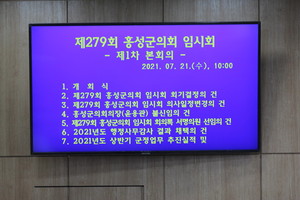 제279회 홍성군의회 임시회
- 제1차 본회의 -
2021. 07. 21.(수), 10:00
1. 개 회 식
2. 제279회 홍성군의회 임시회 회기결정의 건
3. 제279회 홍성군의회 임시회 의사일정변경의 건
4. 홍성군의회의장(윤용관) 불신임의 건
5. 제279회 홍성군의회 임시회 회의록 서명의원 선임의 건
6. 2021년도 행정사무감사 결과 채택의 건
7. 2021년도 상반기 군정업무 추진실적 및